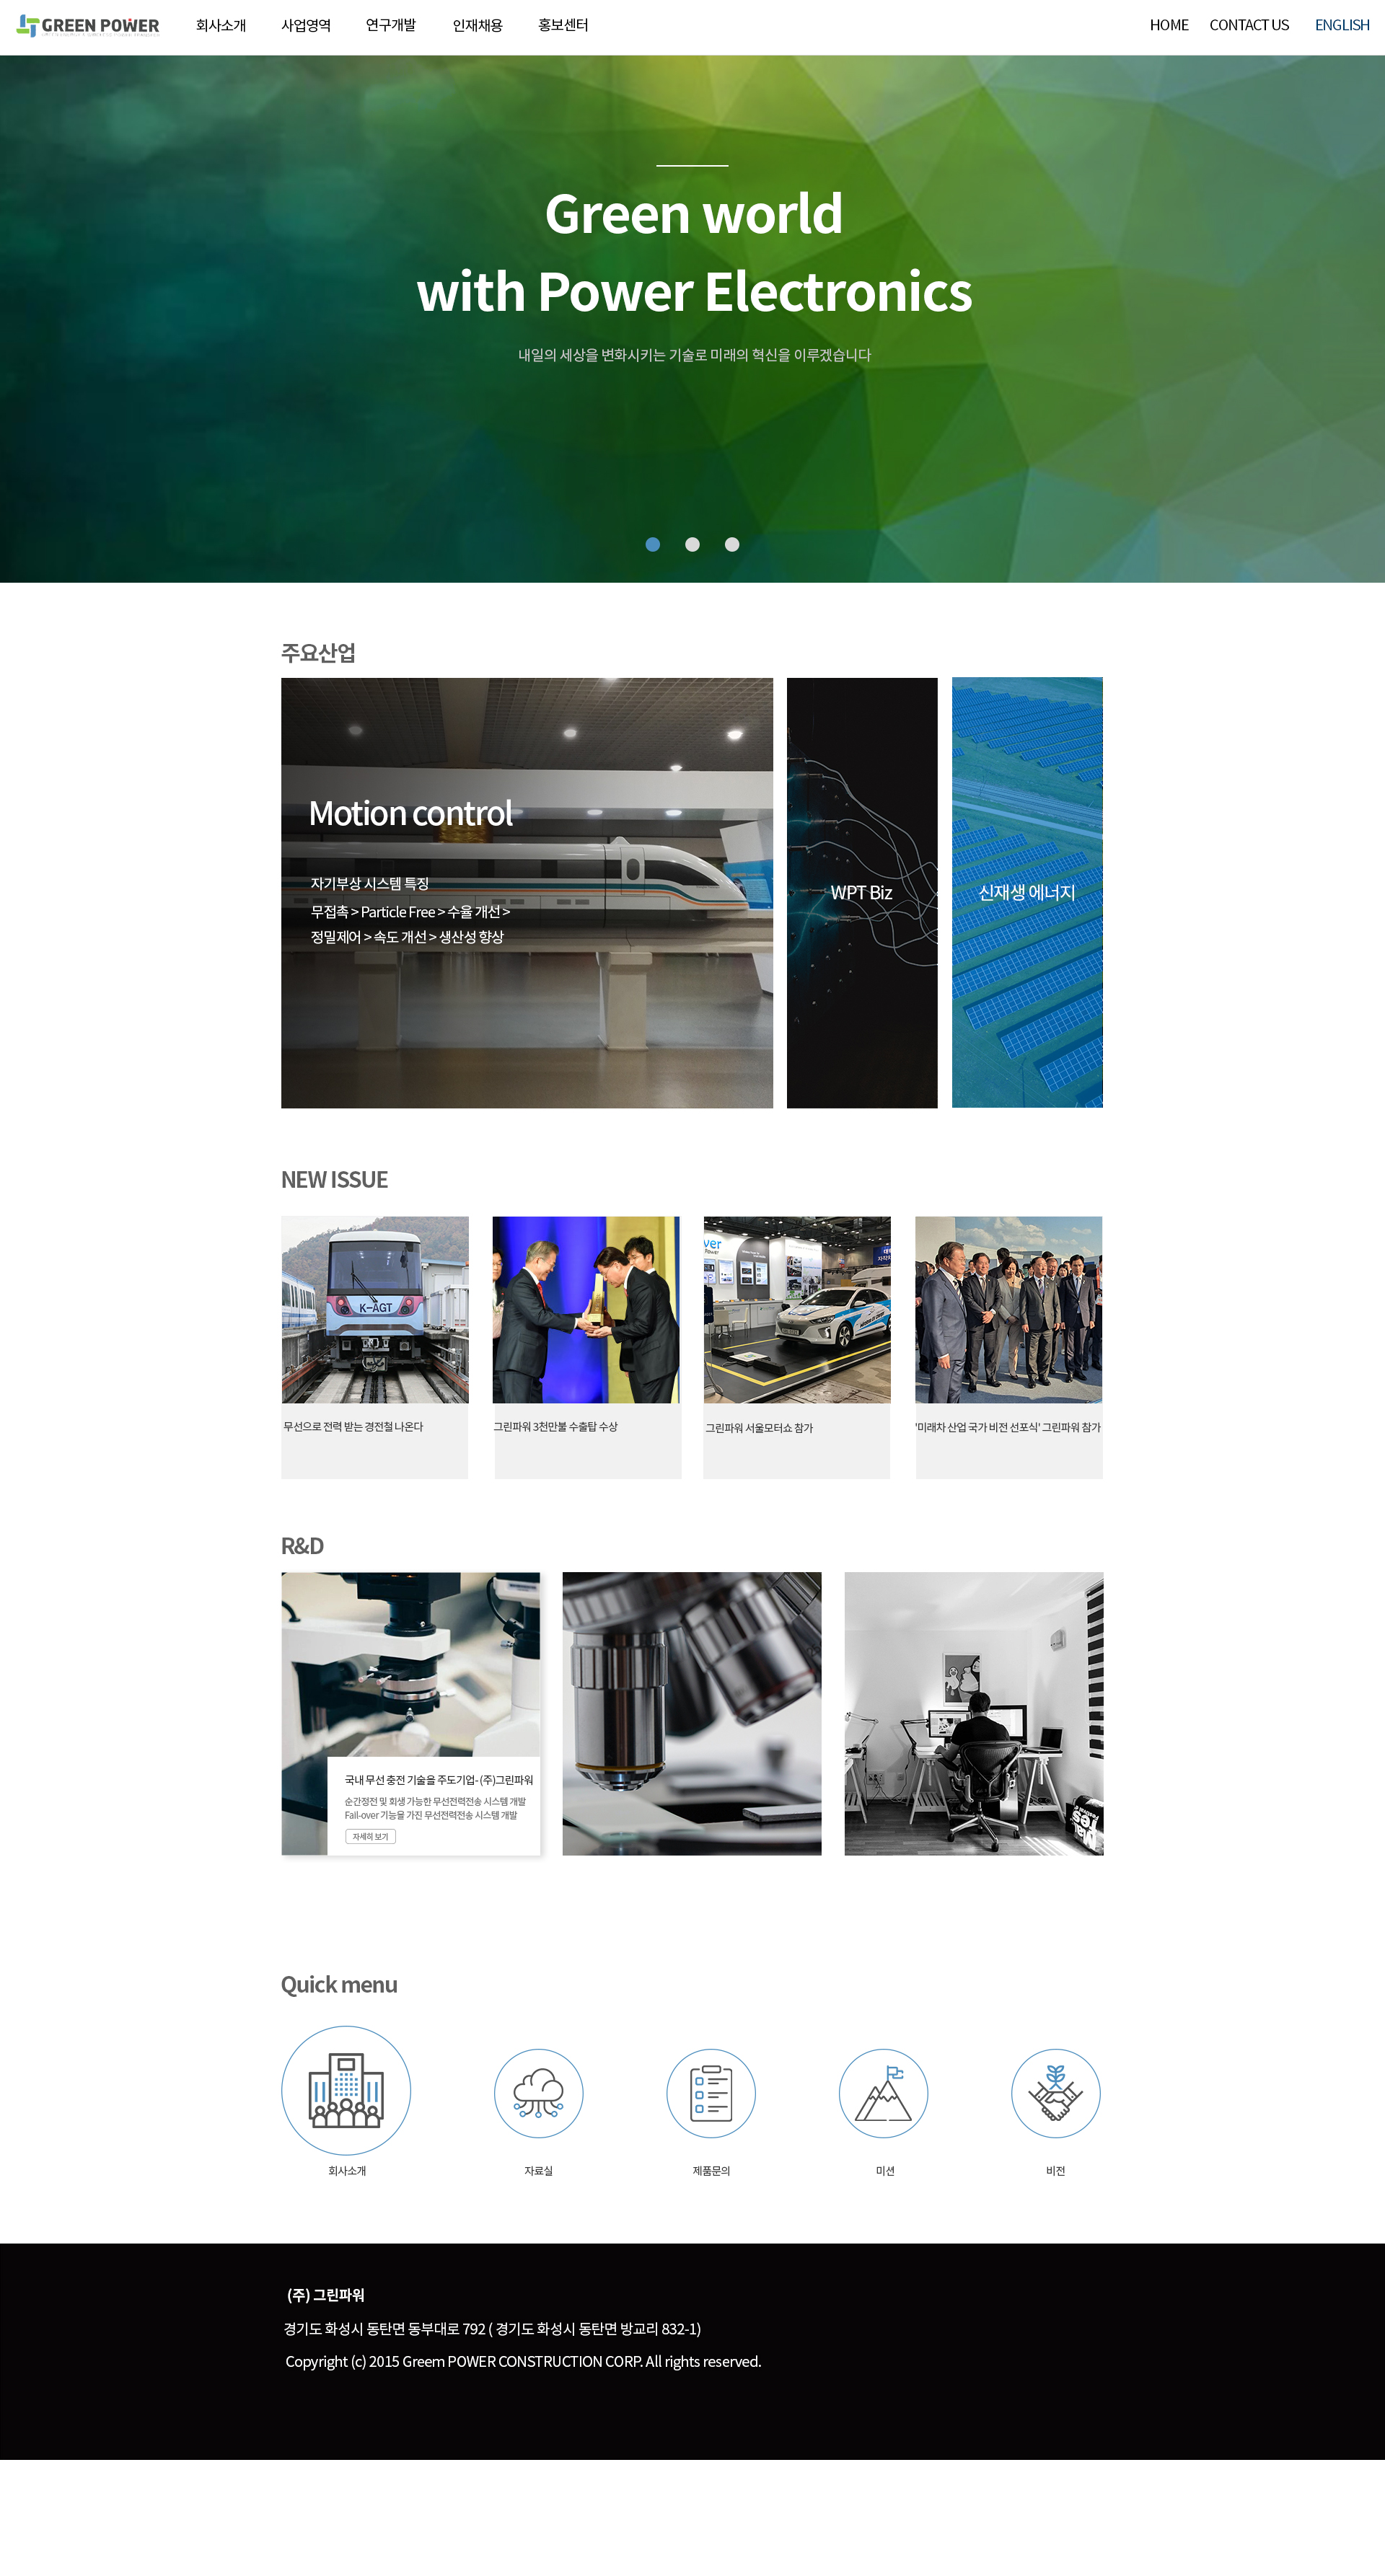 GREEN POWER
회사소개
사업영역
연구개발
인재채용
홍보센터
HOME
CONTACT US
ENGLISH
Green world
with Power Electronics
내일의 세상을 변화시키는 기술로 미래의 혁신을 이루겠습니다
주요산업
Motion control
자기부상 시스템 특징
무접촉 > Particle Free > 수율 개선 >
정밀제어 > 속도 개선 > 생산성 향상
WPT Biz
신재생 에너지
NEW ISSUE
K-AGT
무선으로 전력 받는 경전철 나온다
그린파워 3천만불 수출탑 수상
그린파워 서울모터쇼 참가
'미래차 산업 국가 비전 선포식' 그린파워 참가
R&D
국내 무선 충전 기술을 주도기업- (주)그린파워
순간정전 및 회생 가능한 무선전력전송 시스템 개발
Fall-over 기능을 가진 무선전력전송 시스템 개발
자세히 보기
Quick menu
회사소개
자료실
제품문의
미션
비전
(주) 그린파워
경기도 화성시 동탄면 동부대로 792 ( 경기도 화성시 동탄면 방교리 832-1)
Copyright (c) 2015 Greem POWER CONSTRUCTION CORP. All rights reserved.